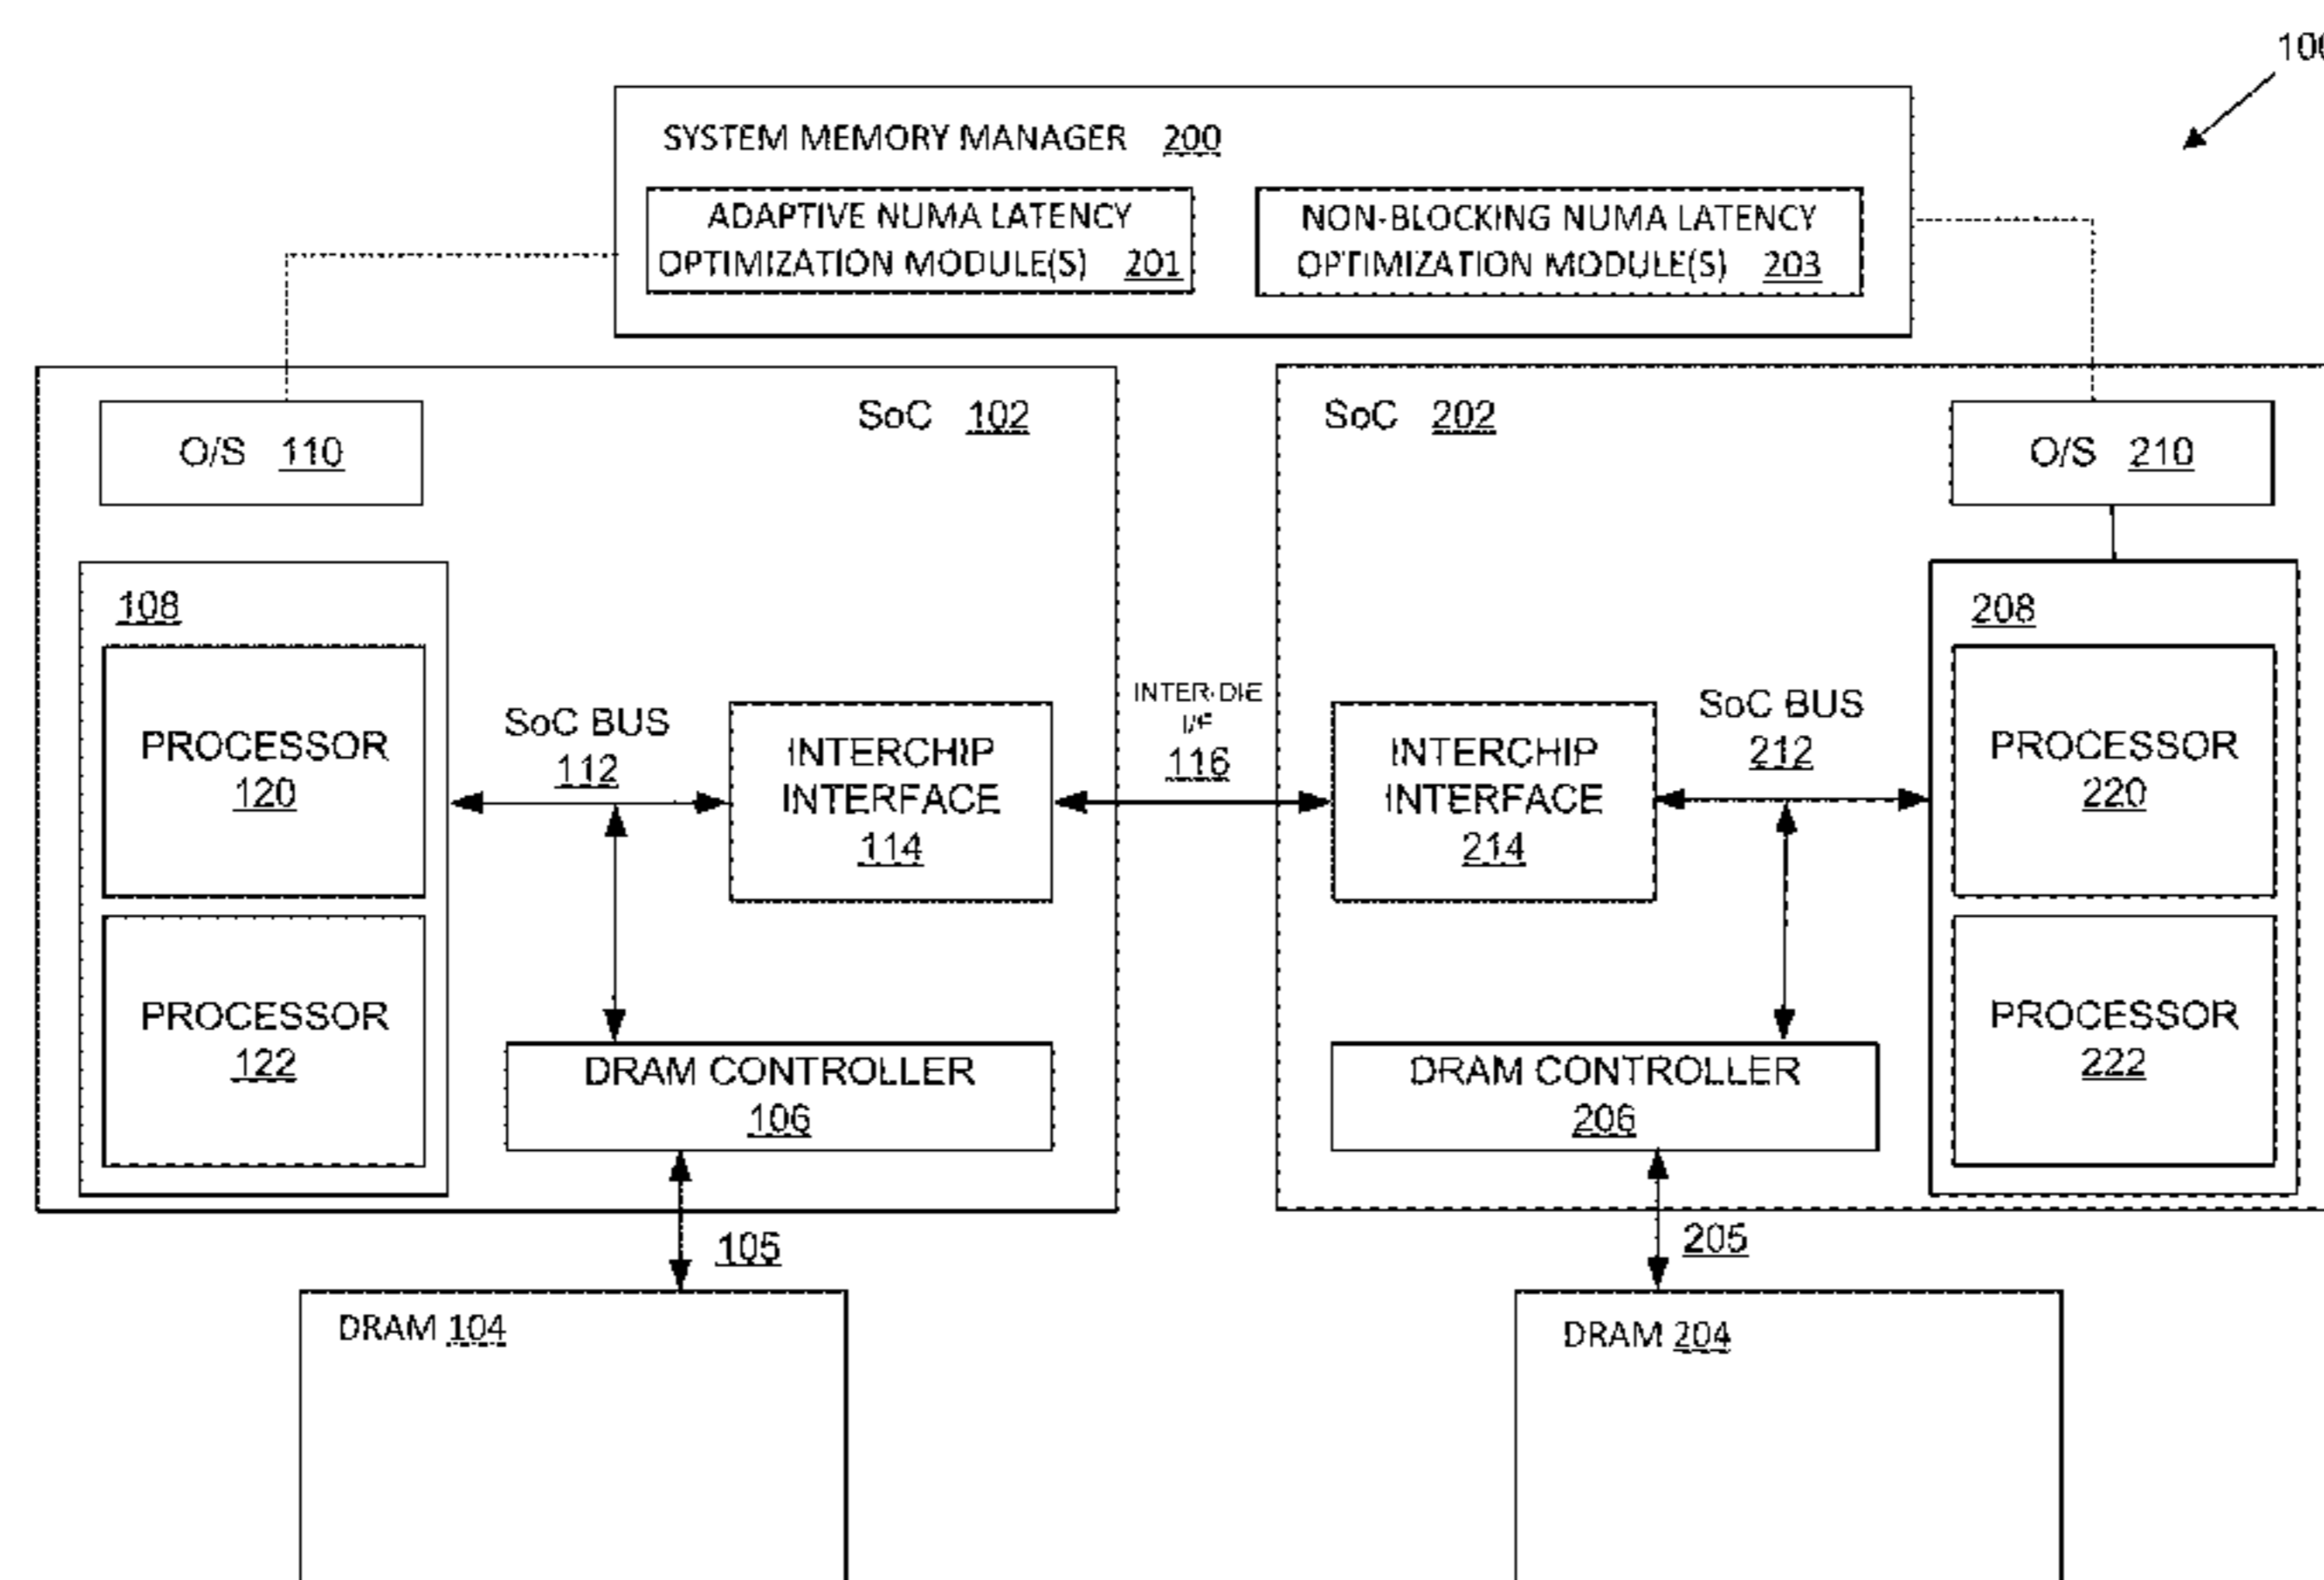 100
SYSTEM MEMORY MANAGER 200
ADAPTIVE NUMA LATENCY
OPTIMIZATION MODULE(S) 201
NON-BLOCKING NUMA LATENCY
OPTIMIZATION MODULE(S) 203
SoC 102
O/S 110
108
PROCESSOR
120
PROCESSOR
122
SoC BUS
112
INTERCHIP
INTERFACE
114
DRAM CONTROLLER
106
INTER-DIE
I/F
116
SoC 202
O/S 210
INTERCHIP
INTERFACE
214
SoC BUS
212
208
PROCESSOR
220
PROCESSOR
222
DRAM CONTROLLER
206
105
205
DRAM 104
DRAM 204